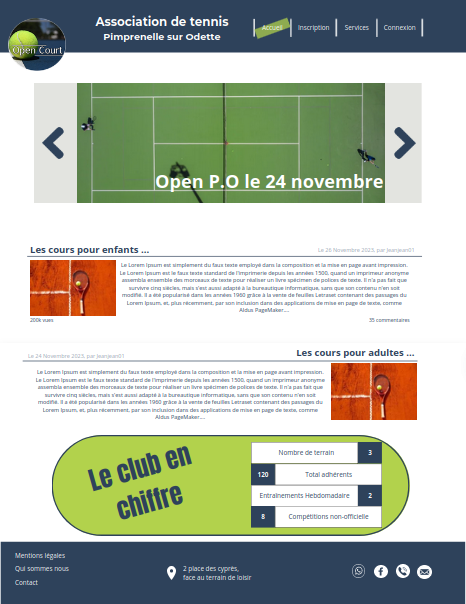 Association de tennis
Pimprenelle sur Odette
Accueil
Inscription
Services
Connexion
Open Court
Open P.O le 24 novembre
Les cours pour enfants ...
Le 26 Novembre 2023, par Jeanjean01
Le Lorem Ipsum est simplement du faux texte employé dans la composition et la mise en page avant impression.
Le Lorem Ipsum est le faux texte standard de l'imprimerie depuis les années 1500, quand un imprimeur anonyme
assembla ensemble des morceaux de texte pour réaliser un livre spécimen de polices de texte. Il n'a pas fait que
survivre cinq siècles, mais s'est aussi adapté à la bureautique informatique, sans que son contenu n'en soit
modifié. Il a été popularisé dans les années 1960 grâce à la vente de feuilles Letraset contenant des passages du
Lorem Ipsum, et, plus récemment, par son inclusion dans des applications de mise en page de texte, comme
Aldus PageMaker....
200k vues
35 commentaires
Les cours pour adultes ...
Le 24 Novembre 2023, par Jeanjean01
Le Lorem Ipsum est simplement du faux texte employé dans la composition et la mise en page avant impression.
Le Lorem Ipsum est le faux texte standard de l'imprimerie depuis les années 1500, quand un imprimeur anonyme
assembla ensemble des morceaux de texte pour réaliser un livre spécimen de polices de texte. Il n'a pas fait que
survivre cinq siècles, mais s'est aussi adapté à la bureautique informatique, sans que son contenu n'en soit
modifié. Il a été popularisé dans les années 1960 grâce à la vente de feuilles Letraset contenant des passages du
Lorem Ipsum, et, plus récemment, par son inclusion dans des applications de mise en page de texte, comme
Aldus PageMaker....
Le club en
chiffre
Nombre de terrain 3
120 Total adhérents
Entraînements Hebdomadaire 2
8 Compétitions non-officielle
Mentions légales
Qui sommes nous
Contact
2 place des cyprès,
face au terrain de loisir